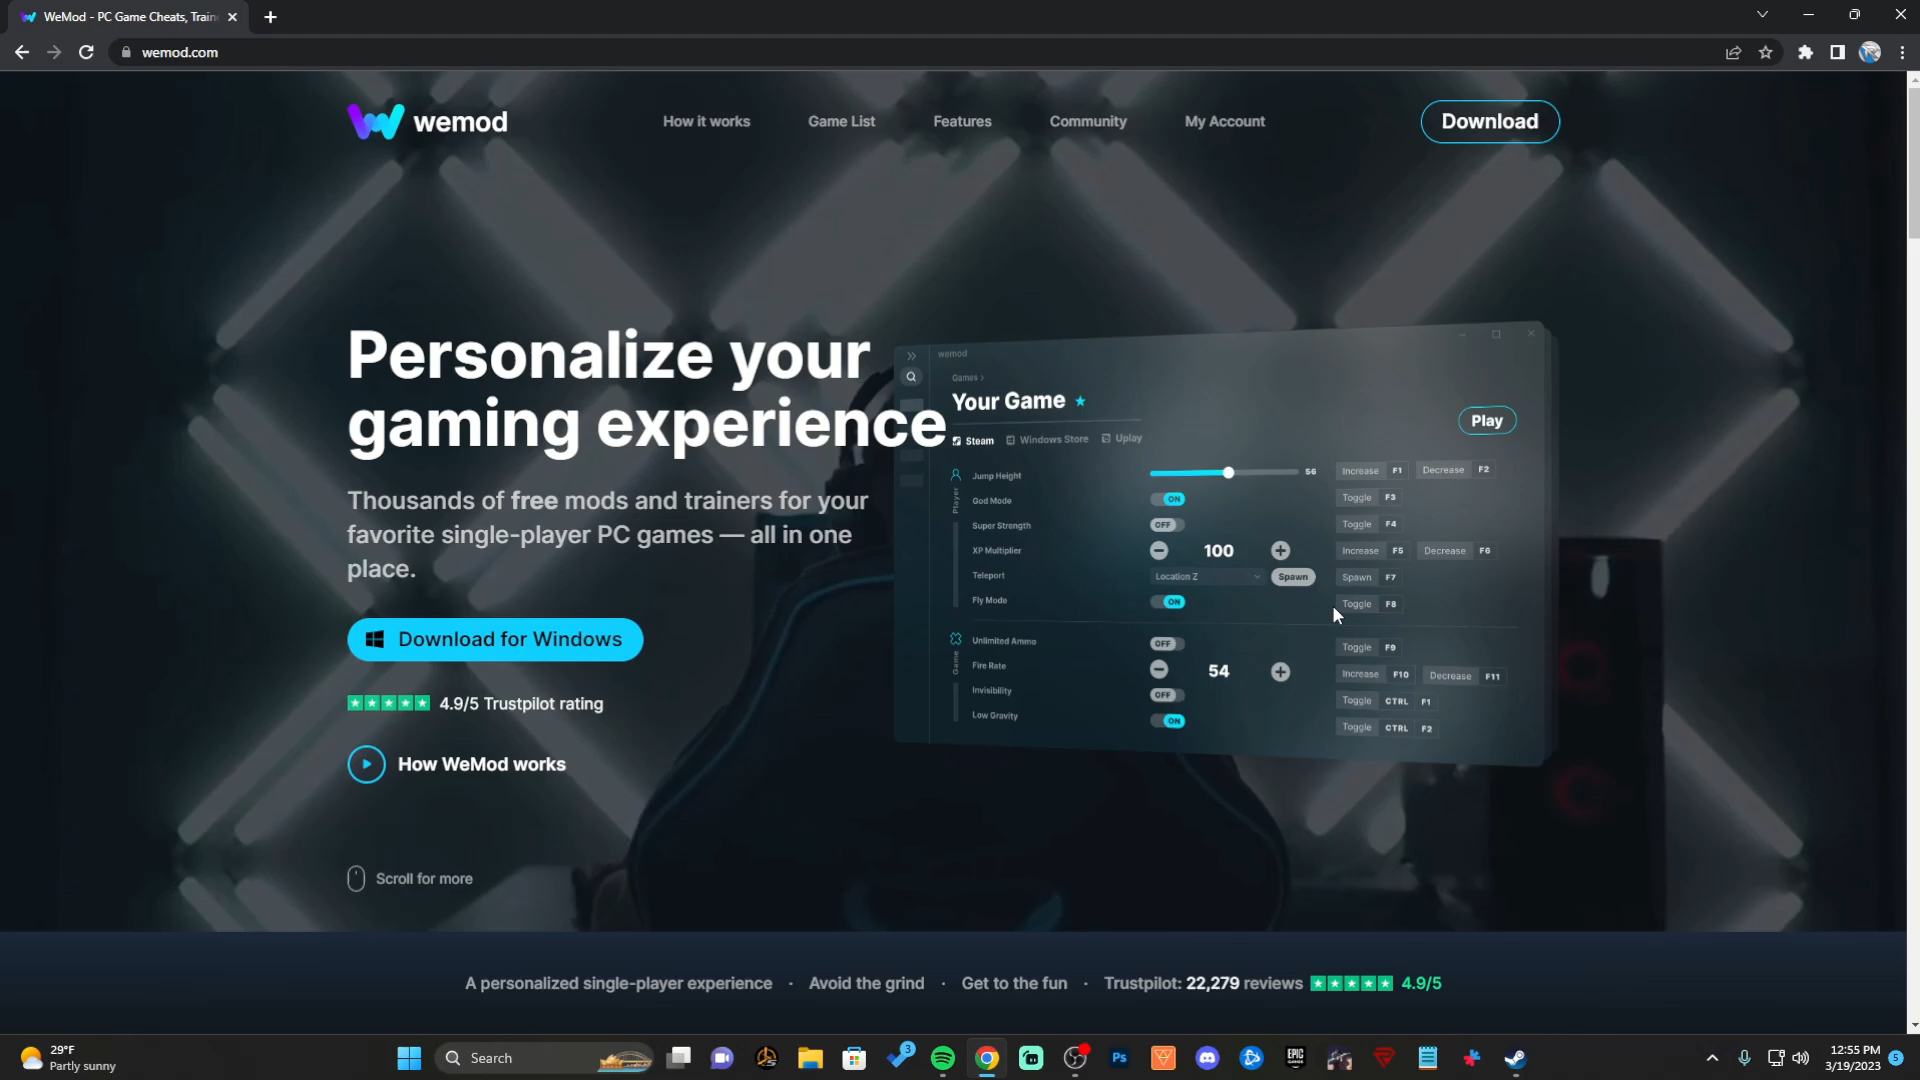 WeMod - PC Game Cheats, Train
wemod.com
wemod
How it works
Game List
Features
Community
My Account
Download
Personalize your
gaming experience
Thousands of free mods and trainers for your
favorite single-player PC games — all in one
place.
Download for Windows
4.9/5 Trustpilot rating
How WeMod works
Scroll for more
wemod
Games
Your Game
Play
Steam
Windows Store
Uplay
Player
Jump Height 56 Increase F1 Decrease F2
God Mode ON Toggle F3
Super Strength OFF Toggle F4
XP Multiplier 100 Increase F5 Decrease F6
Teleport Location Z Spawn Spawn F7
Fly Mode ON Toggle F8
Game
Unlimited Ammo OFF Toggle F9
Fire Rate 54 Increase F10 Decrease F11
Invisibility OFF Toggle CTRL F1
Low Gravity ON Toggle CTRL F2
A personalized single-player experience · Avoid the grind · Get to the fun · Trustpilot: 22,279 reviews 4.9/5
29°F
Partly sunny
Search
3
Ps
EPIC
GAMES
12:55 PM
3/19/2023
5